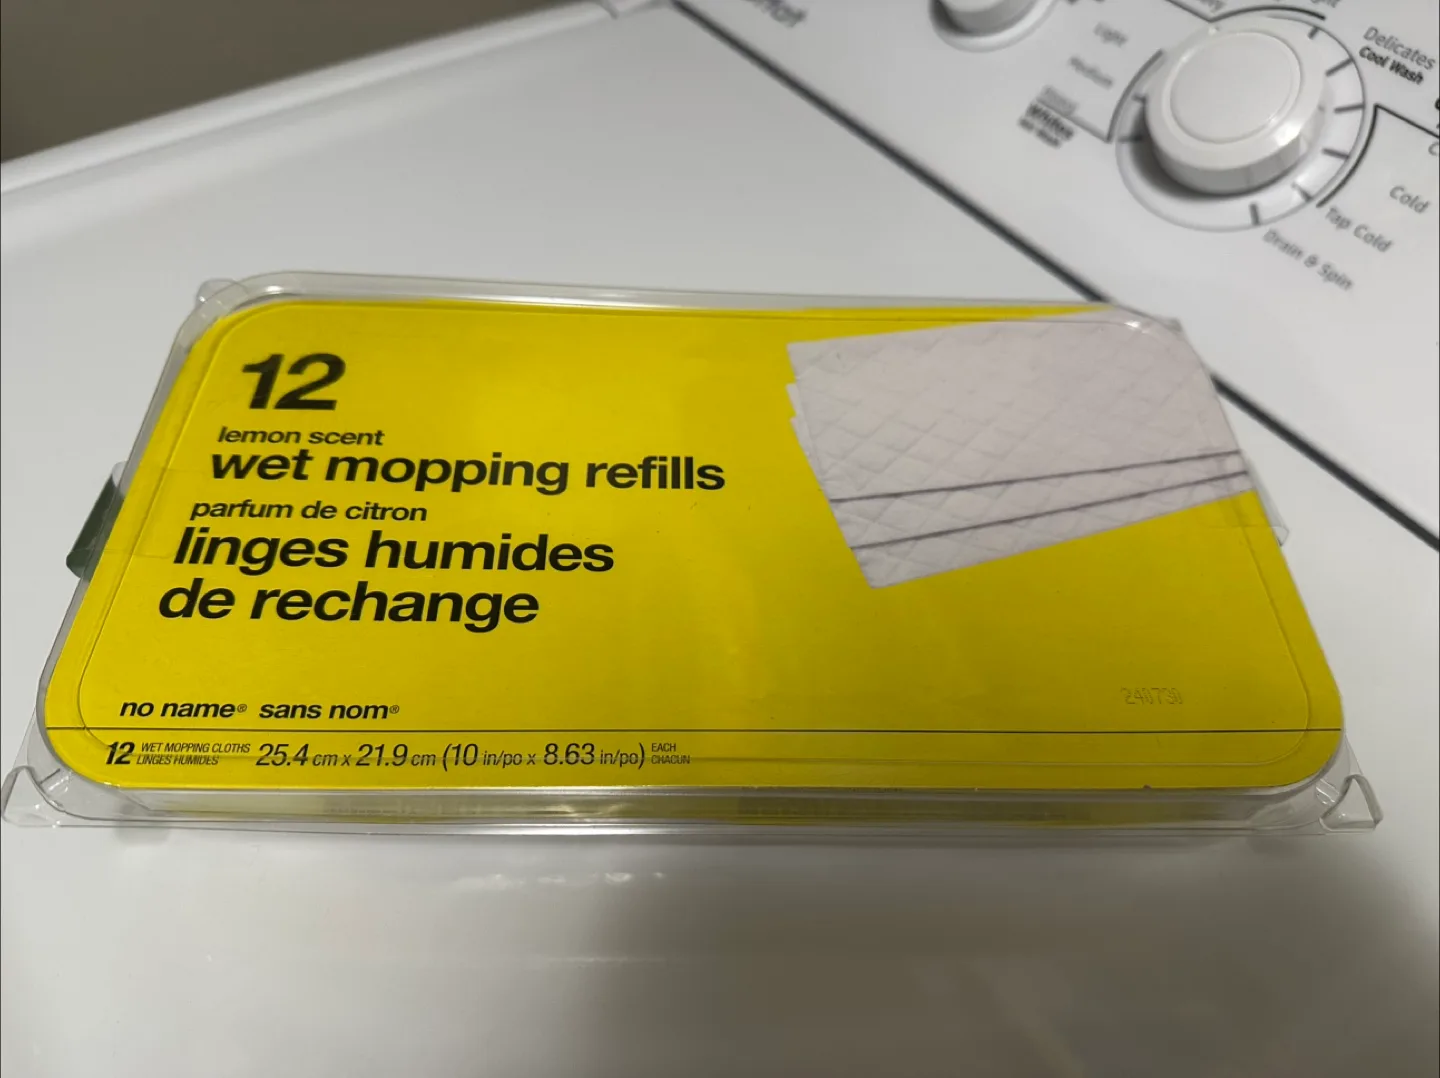 Light
Medium
Delicates
Cool Wash
Whites
Cold
Tap Cold
Drain & Spin
12
lemon scent
wet mopping refills
parfum de citron
linges humides
de rechange
240730
no name® sans nom®
12 WET MOPPING CLOTHS 25.4 cm x 21.9 cm (10 in/po x 8.63 in/po) EACH
LINGES HUMIDES CHACUN